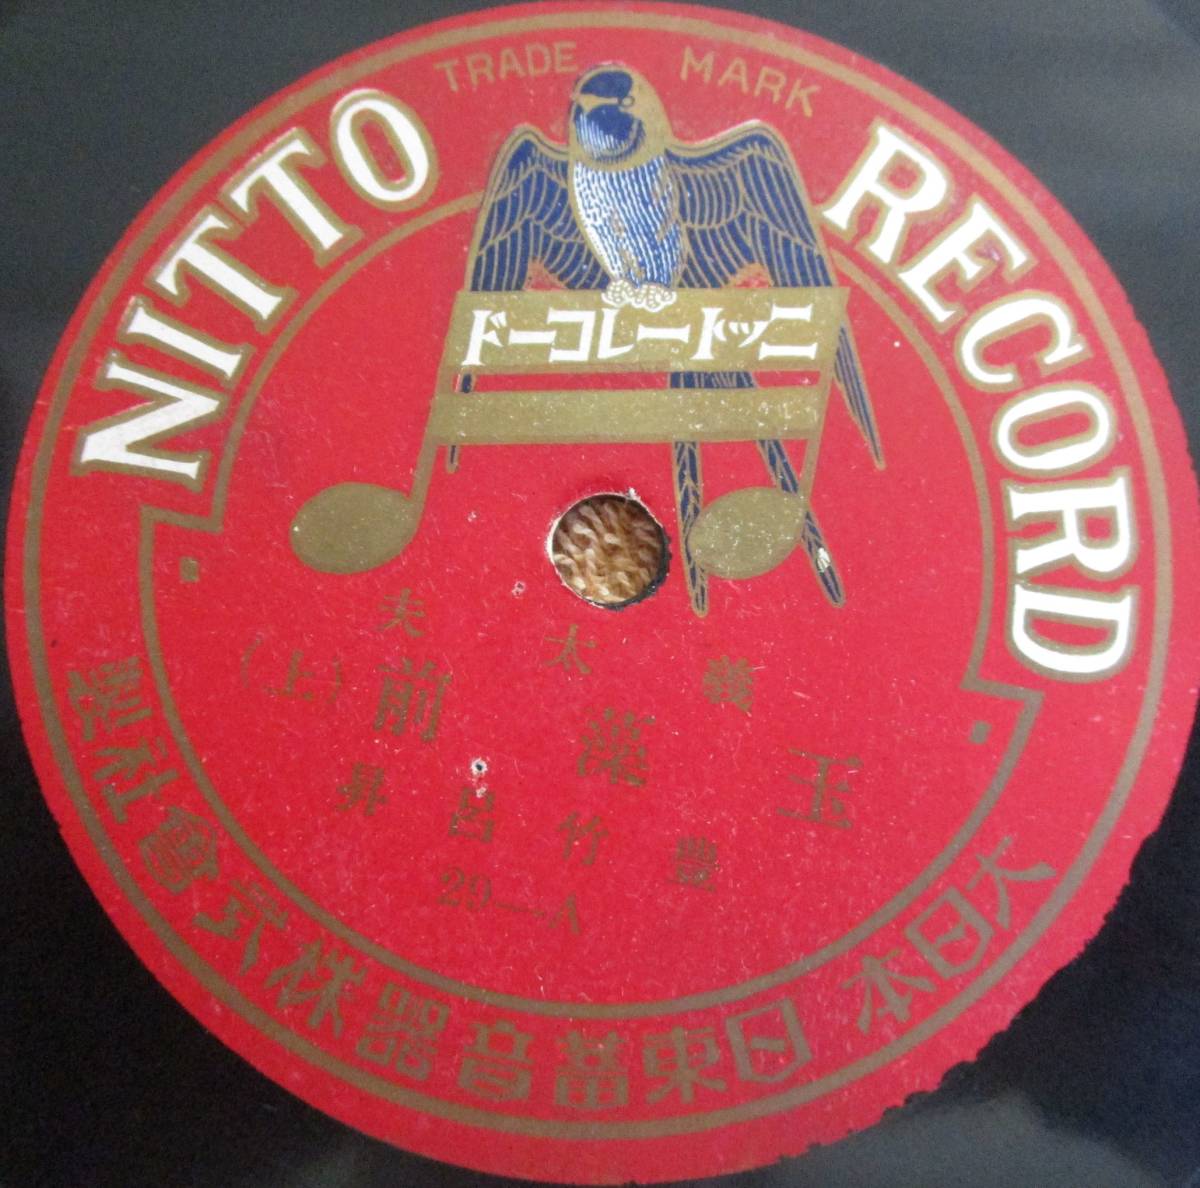 TRADE MARK
NITTO RECORD
ニットーレコード
義太夫
玉藻前
(上)
豊竹呂昇
29—A
大日本 日東蓄音器株式會社製